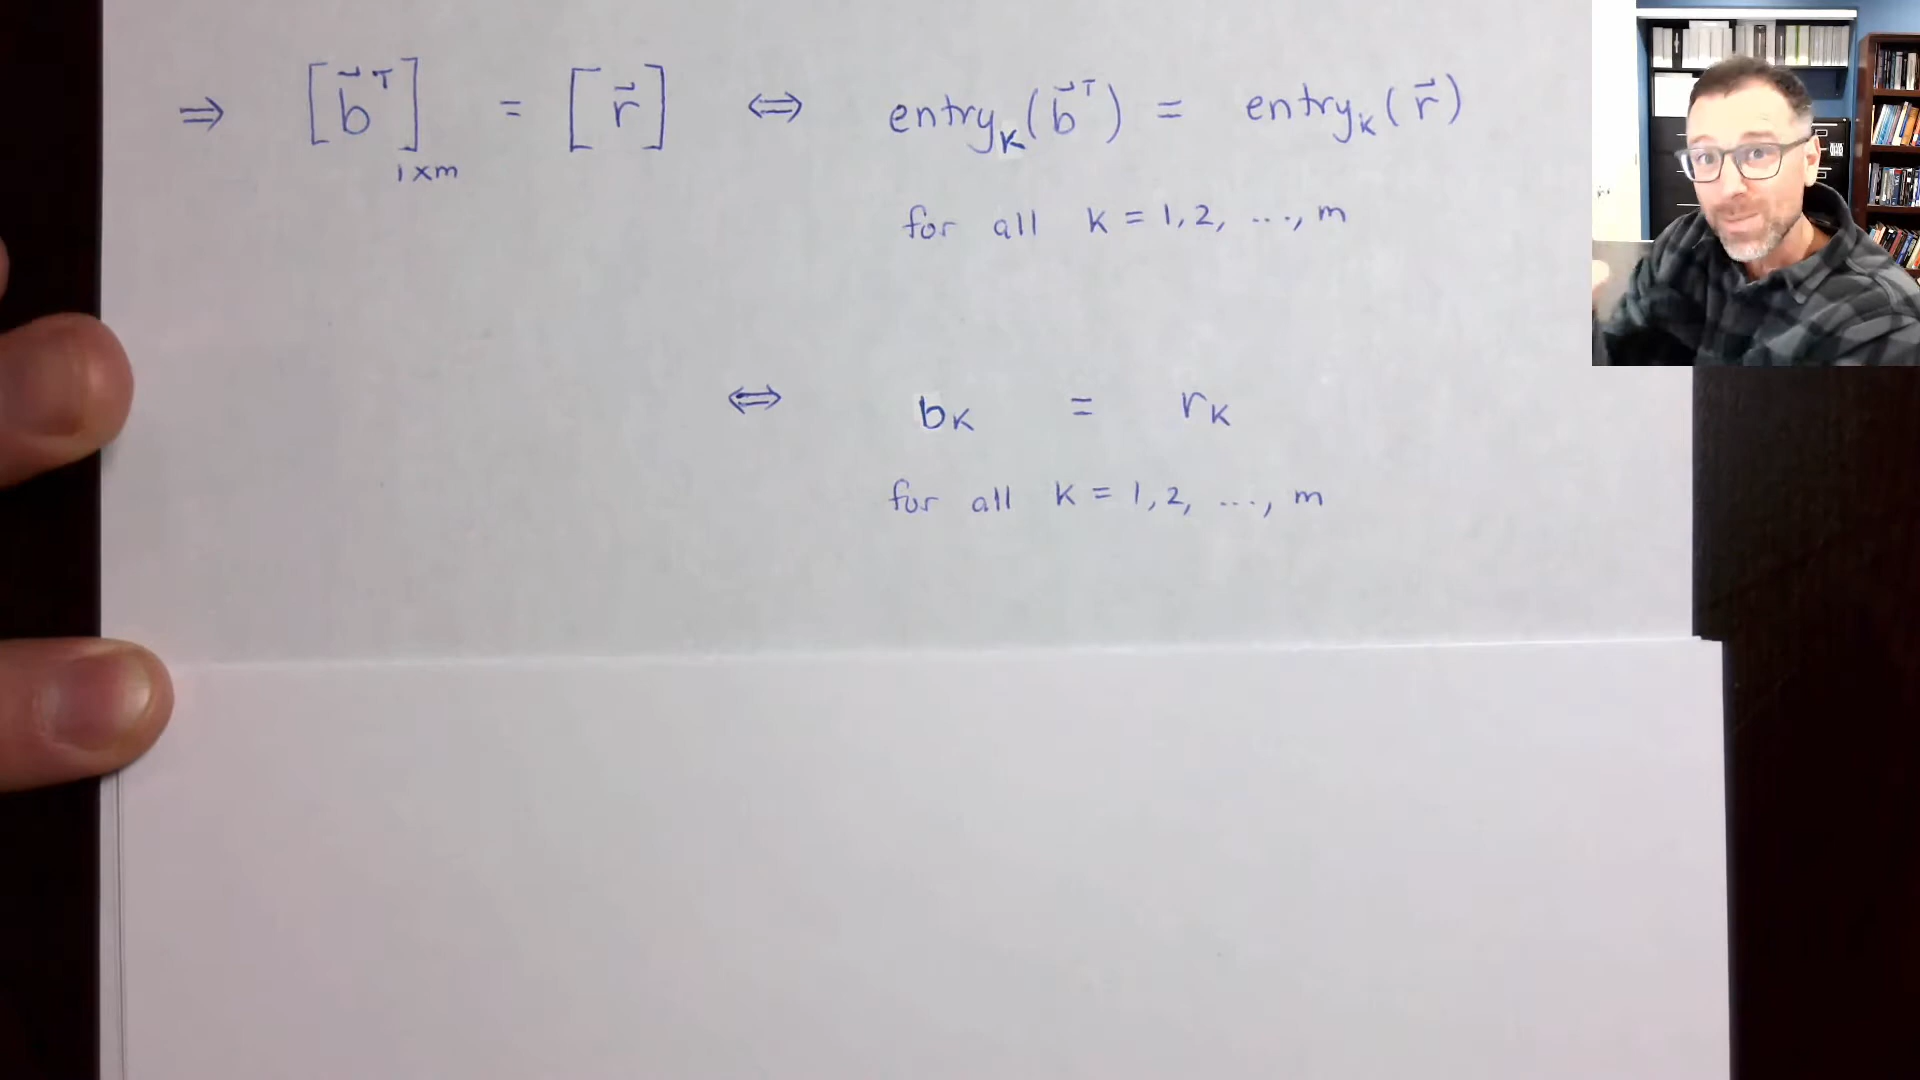 ⇒ [b⃗ᵀ]₁ₓₘ = [r⃗] ⇔ entryₖ(b⃗ᵀ) = entryₖ(r⃗)
for all k = 1, 2, ..., m
⇔ bₖ = rₖ
for all k = 1, 2, ..., m